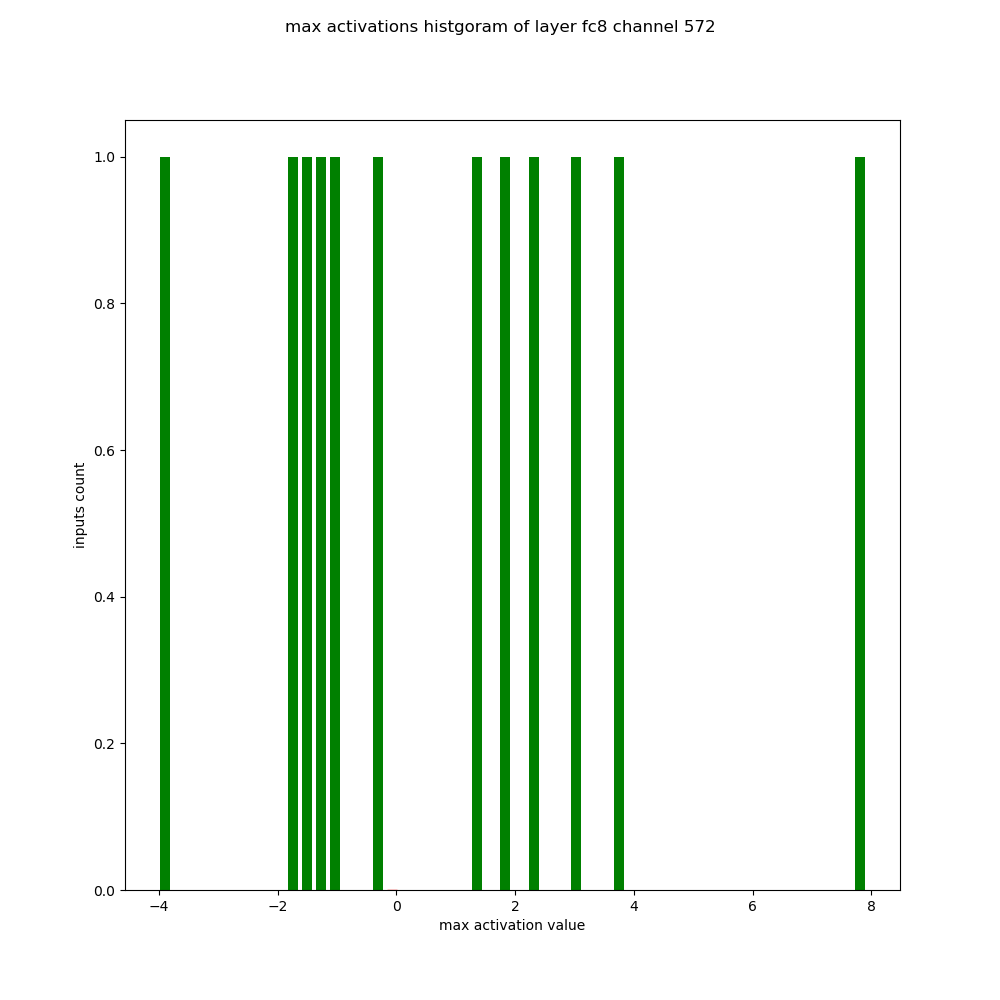 max activations histgoram of layer fc8 channel 572
1.0
0.8
0.6
0.4
0.2
0.0
inputs count
−4 −2 0 2 4 6 8
max activation value